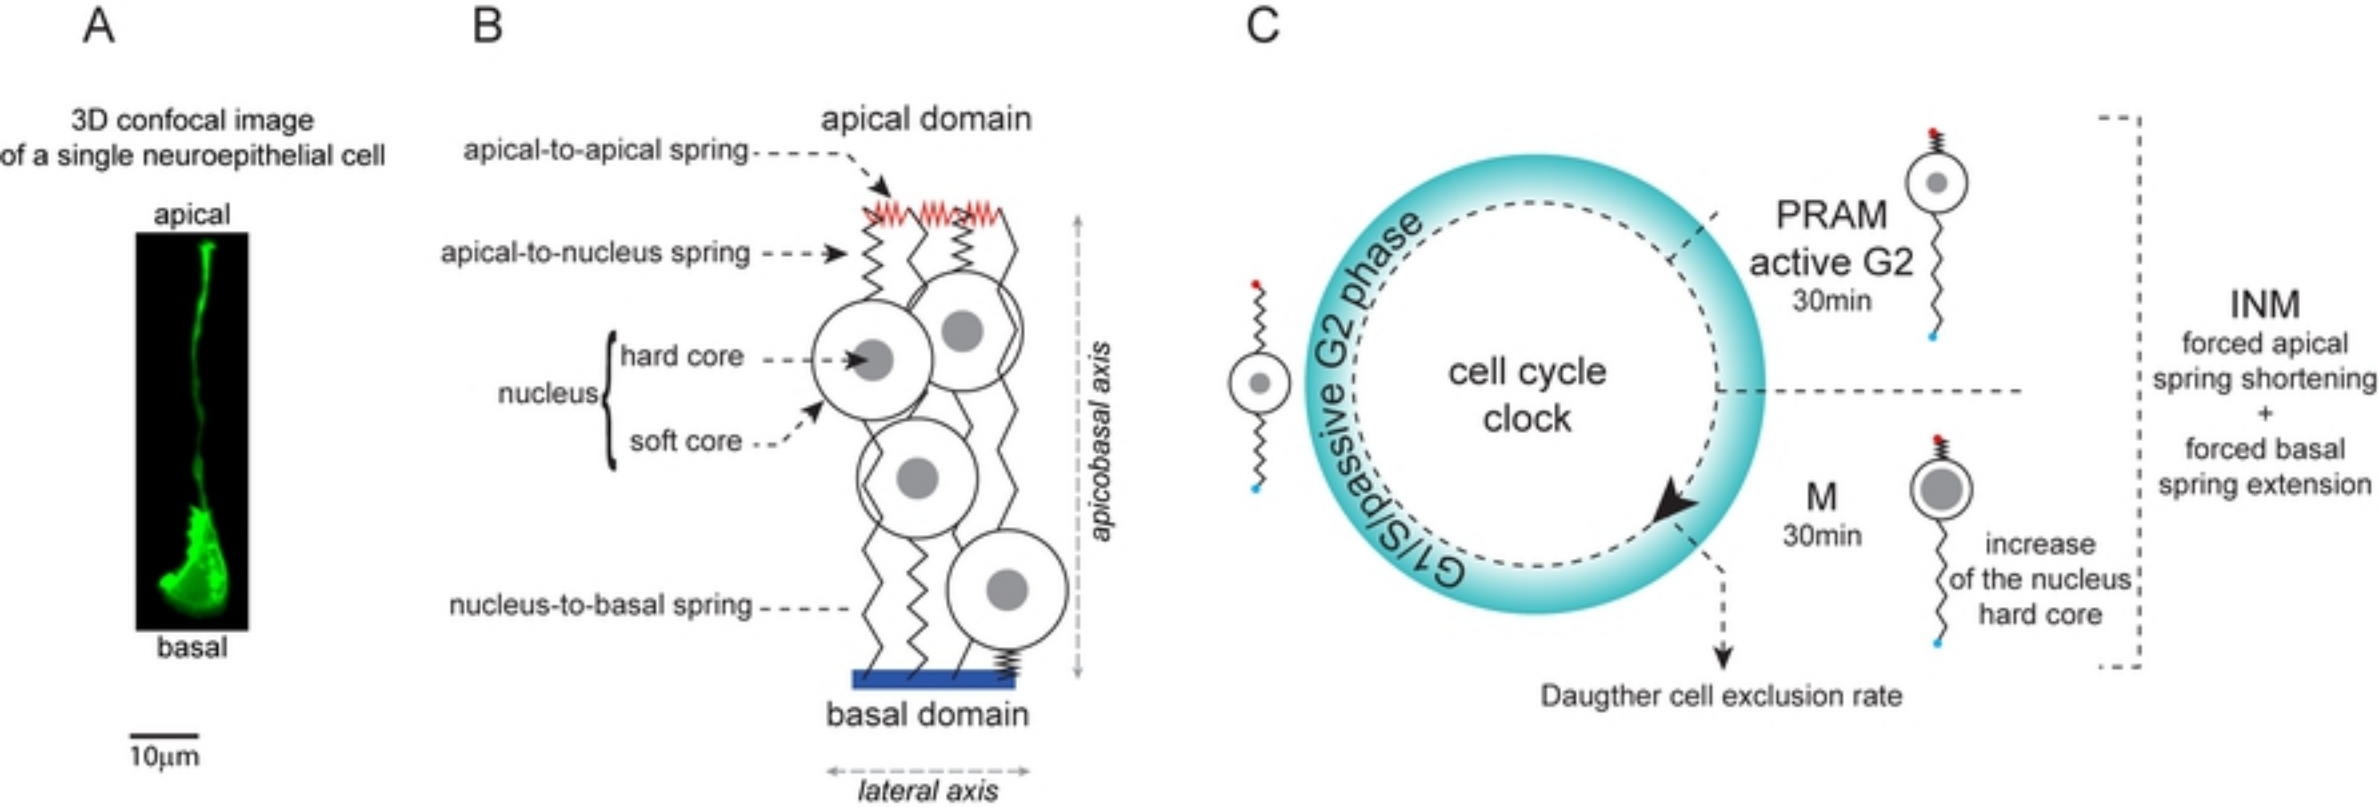 A
3D confocal image
of a single neuroepithelial cell
apical
basal
10µm
B
apical domain
apical-to-apical spring
apical-to-nucleus spring
hard core
nucleus
soft core
nucleus-to-basal spring
apicobasal axis
basal domain
lateral axis
C
G1/S/passive G2 phase
cell cycle
clock
PRAM
active G2
30min
M
30min
increase
of the nucleus
hard core
INM
forced apical
spring shortening
+
forced basal
spring extension
Daugther cell exclusion rate